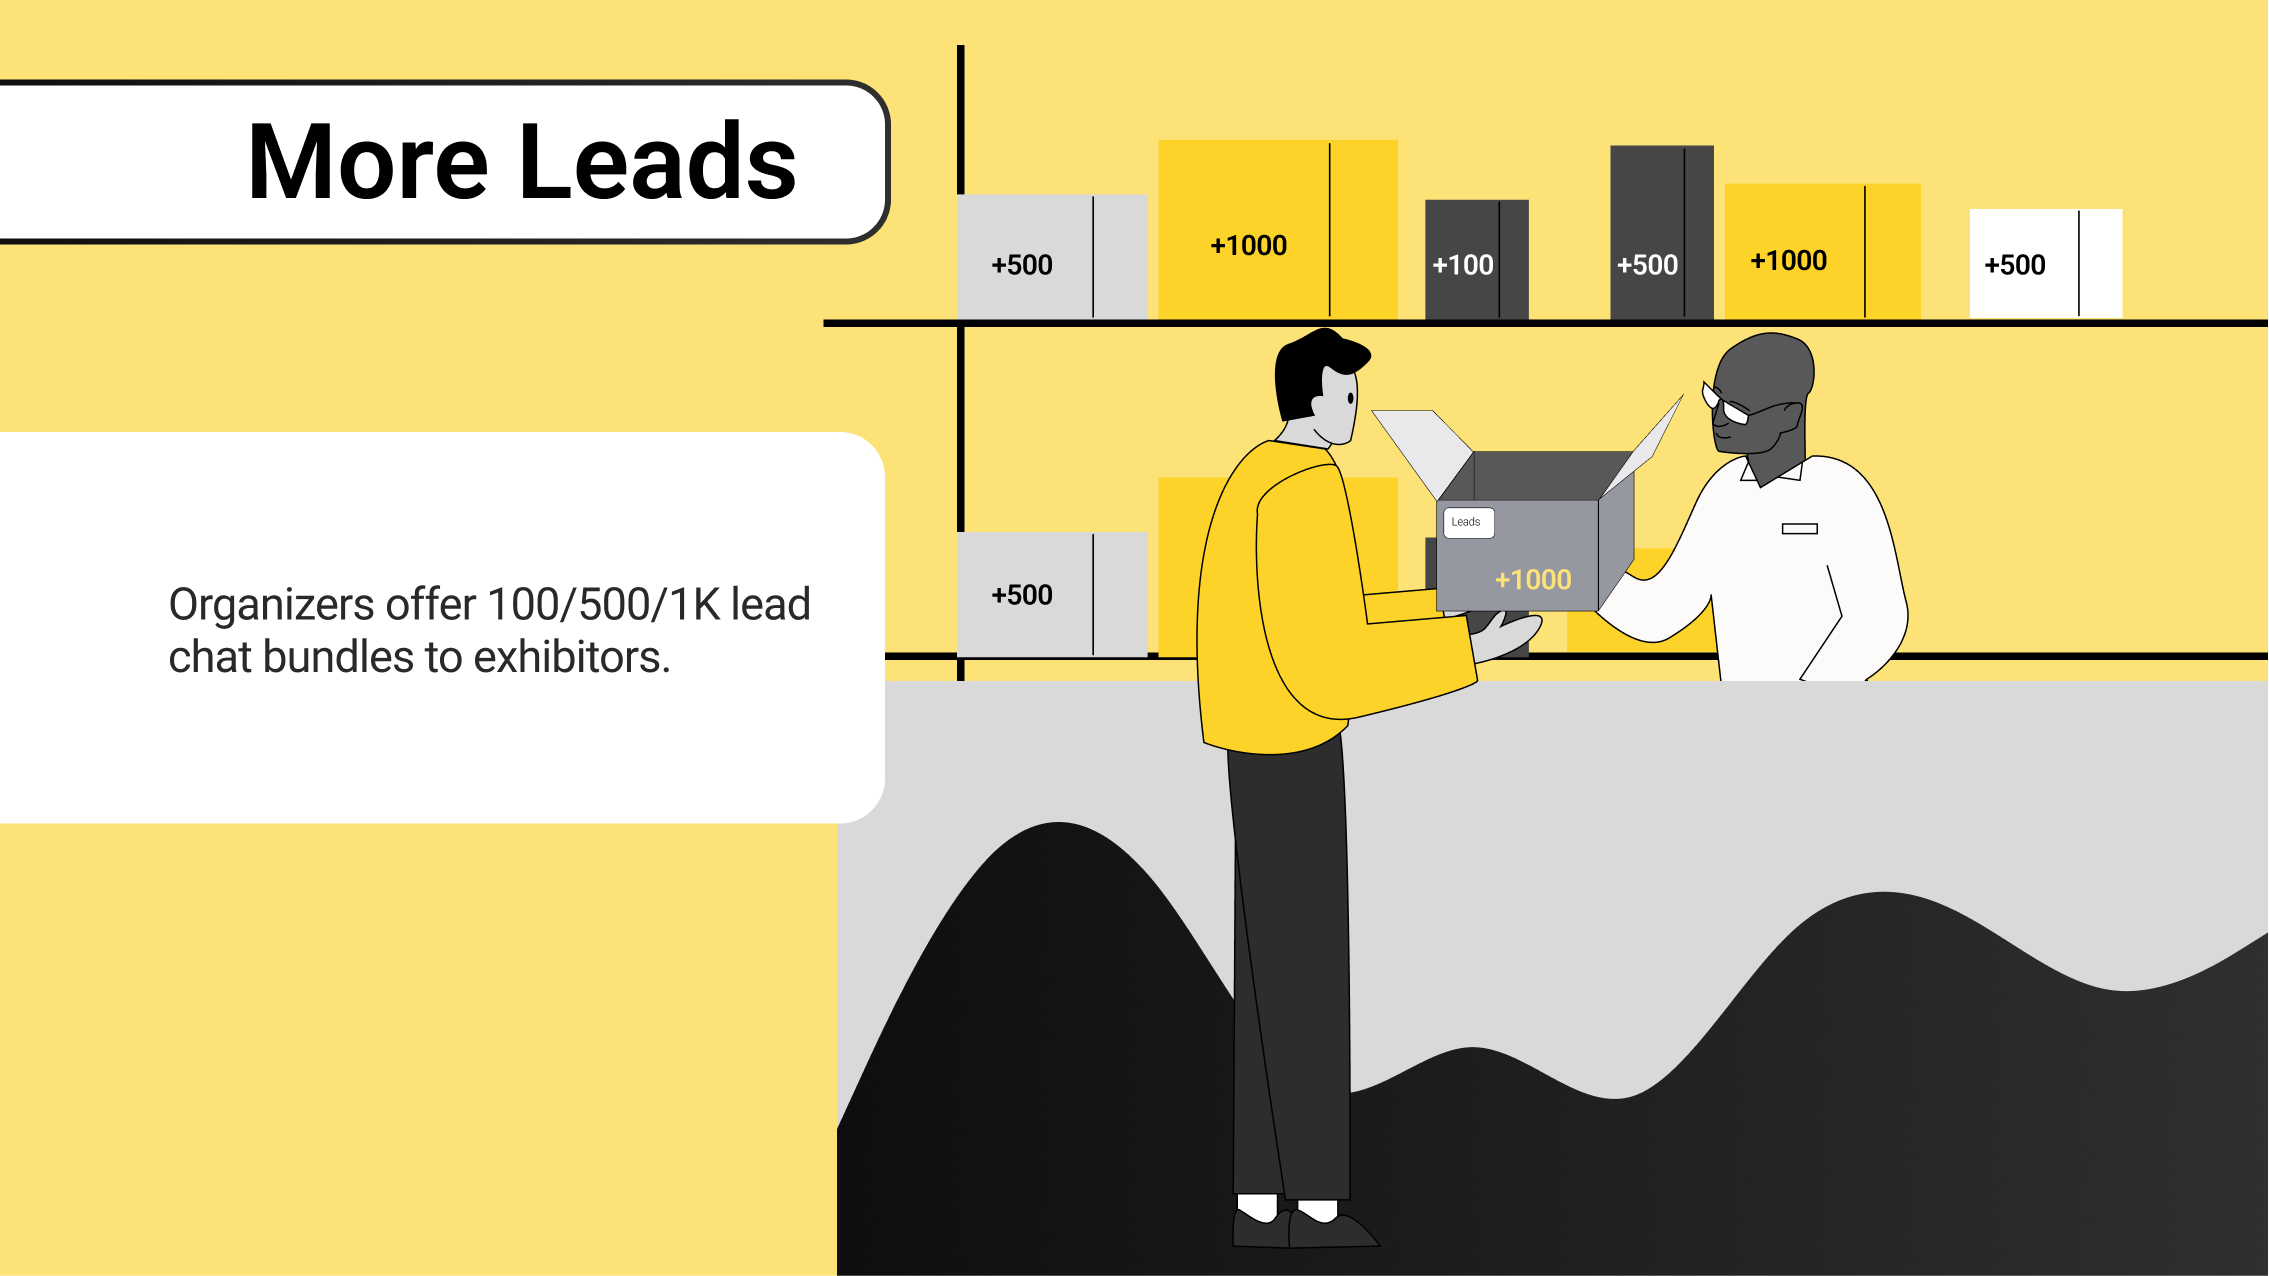 More Leads
+500
+1000
+100
+500
+1000
+500
Organizers offer 100/500/1K lead
chat bundles to exhibitors.
+500
Leads
+1000